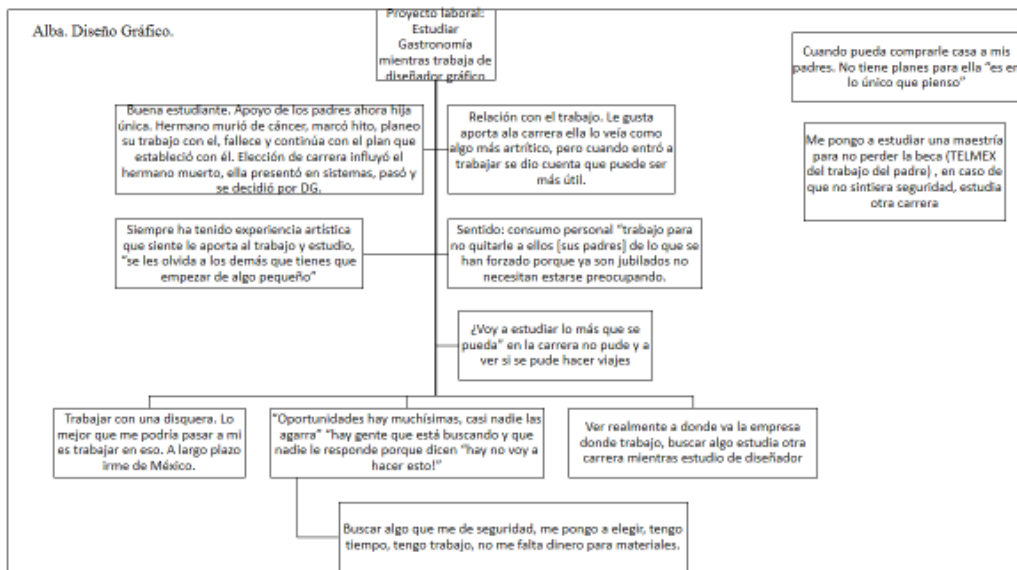 Alba. Diseño Gráfico.
Proyecto laboral:
Estudiar
Gastronomía
mientras trabaja de
diseñador gráfico
Cuando pueda comprarle casa a mis
padres. No tiene planes para ella “es en
lo único que pienso”
Buena estudiante. Apoyo de los padres ahora hija
única. Hermano murió de cáncer, marcó hito, planeo
su trabajo con el, fallece y continúa con el plan que
estableció con él. Elección de carrera influyó el
hermano muerto, ella presentó en sistemas, pasó y
se decidió por DG.
Relación con el trabajo. Le gusta
aporta ala carrera ella lo veía como
algo más artrítico, pero cuando entró a
trabajar se dio cuenta que puede ser
más útil.
Me pongo a estudiar una maestría
para no perder la beca (TELMEX
del trabajo del padre) , en caso de
que no sintiera seguridad, estudia
otra carrera
Siempre ha tenido experiencia artística
que siente le aporta al trabajo y estudio,
“se les olvida a los demás que tienes que
empezar de algo pequeño”
Sentido: consumo personal “trabajo para
no quitarle a ellos [sus padres] de lo que se
han forzado porque ya son jubilados no
necesitan estarse preocupando.
¿Voy a estudiar lo más que se
pueda” en la carrera no pude y a
ver si se pude hacer viajes
Trabajar con una disquera. Lo
mejor que me podría pasar a mi
es trabajar en eso. A largo plazo
irme de México.
“Oportunidades hay muchísimas, casi nadie las
agarra” “hay gente que está buscando y que
nadie le responde porque dicen “hay no voy a
hacer esto!”
Ver realmente a donde va la empresa
donde trabajo, buscar algo estudia otra
carrera mientras estudio de diseñador
Buscar algo que me de seguridad, me pongo a elegir, tengo
tiempo, tengo trabajo, no me falta dinero para materiales.